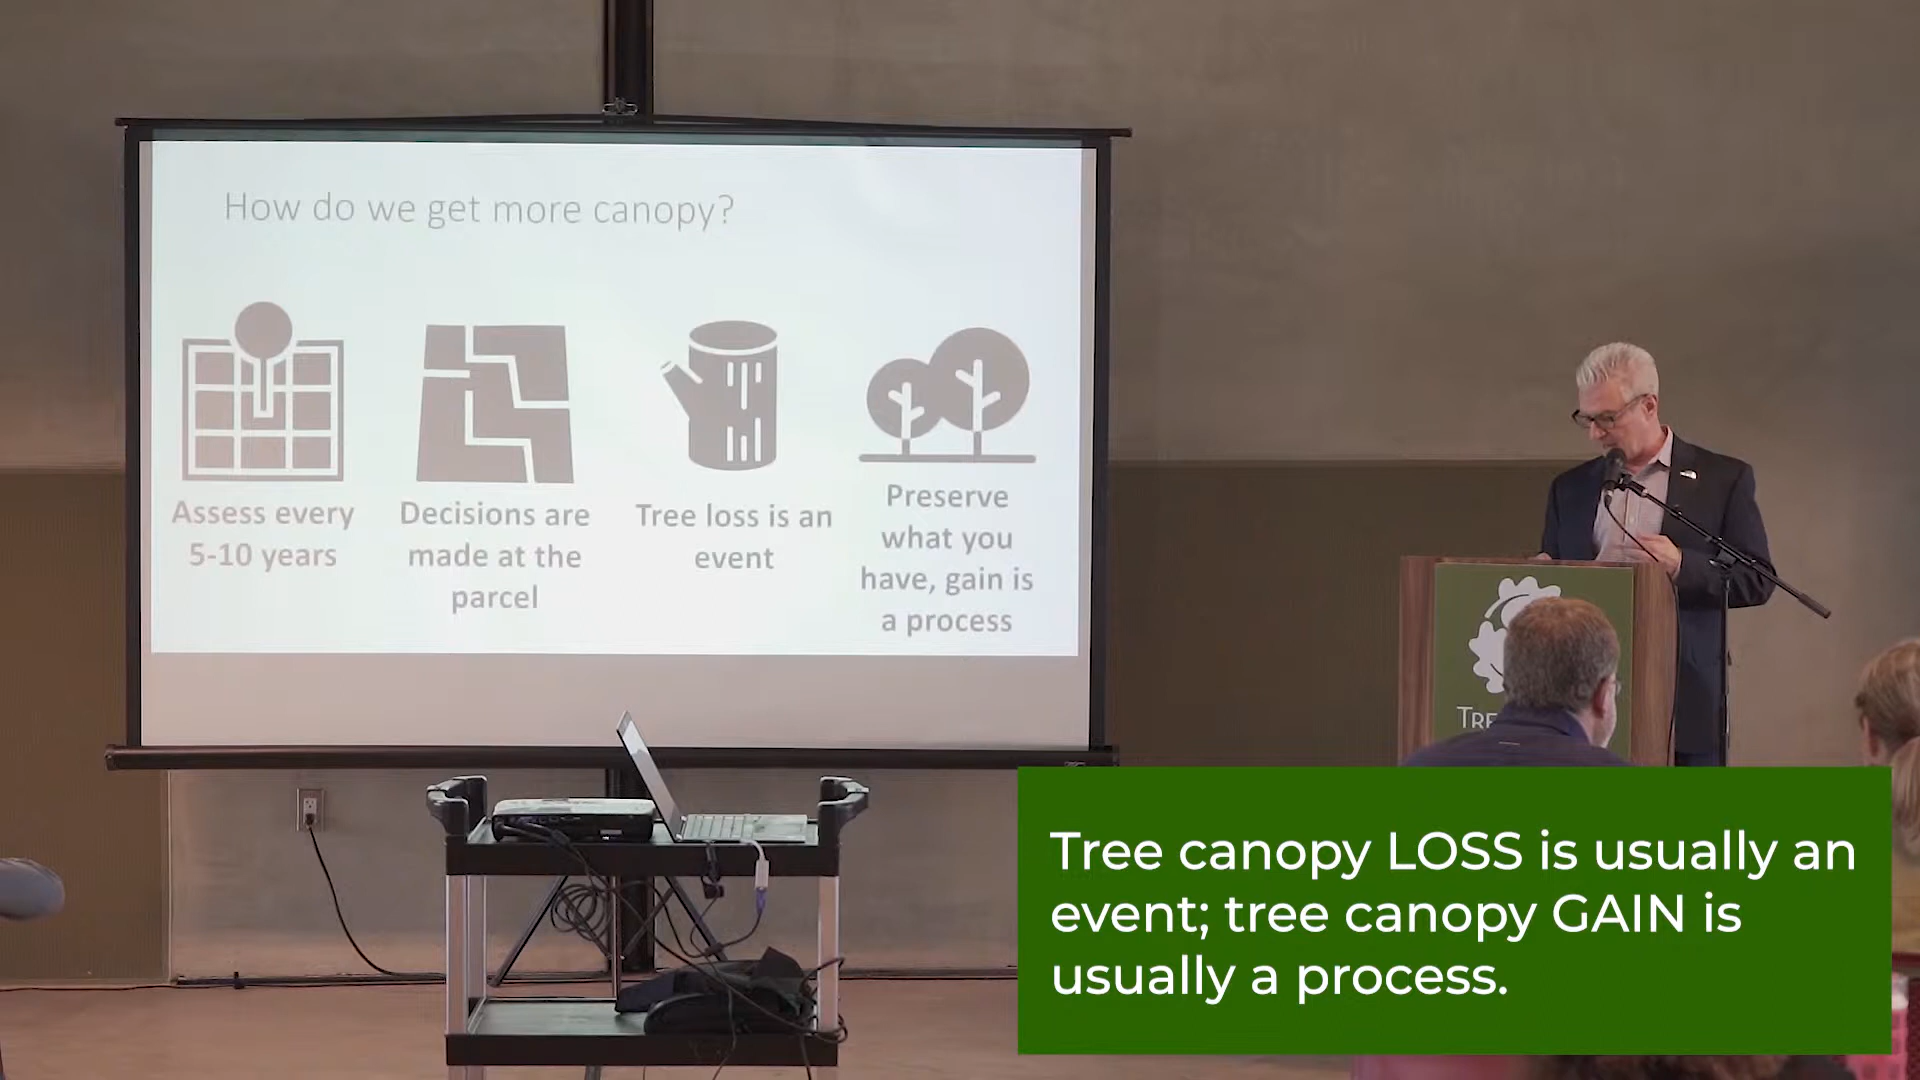 How do we get more canopy?
Assess every
5-10 years
Decisions are
made at the
parcel
Tree loss is an
event
Preserve
what you
have, gain is
a process
Tree canopy LOSS is usually an
event; tree canopy GAIN is
usually a process.